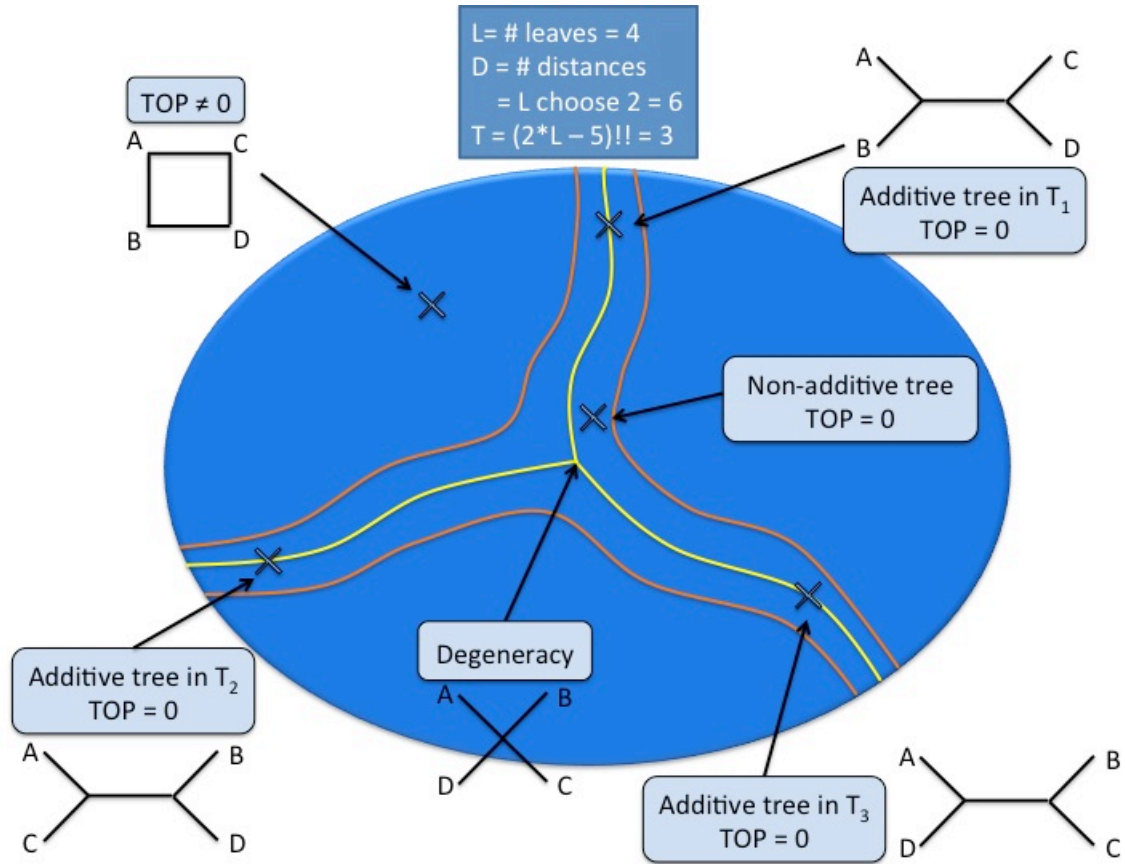 L= # leaves = 4
D = # distances
= L choose 2 = 6
T = (2*L – 5)!! = 3
TOP ≠ 0
A C
B D
A C
B D
Additive tree in T₁
TOP = 0
Non-additive tree
TOP = 0
Degeneracy
A B
D C
Additive tree in T₂
TOP = 0
A B
C D
Additive tree in T₃
TOP = 0
A B
D C